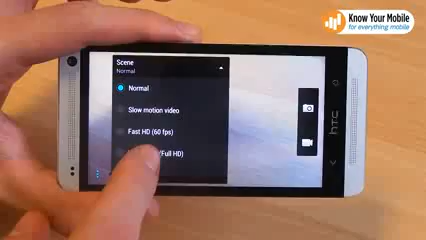 Know Your Mobile
for everything mobile
Scene
Normal
Normal
Slow motion video
Fast HD (60 fps)
/Full HD)
hTC